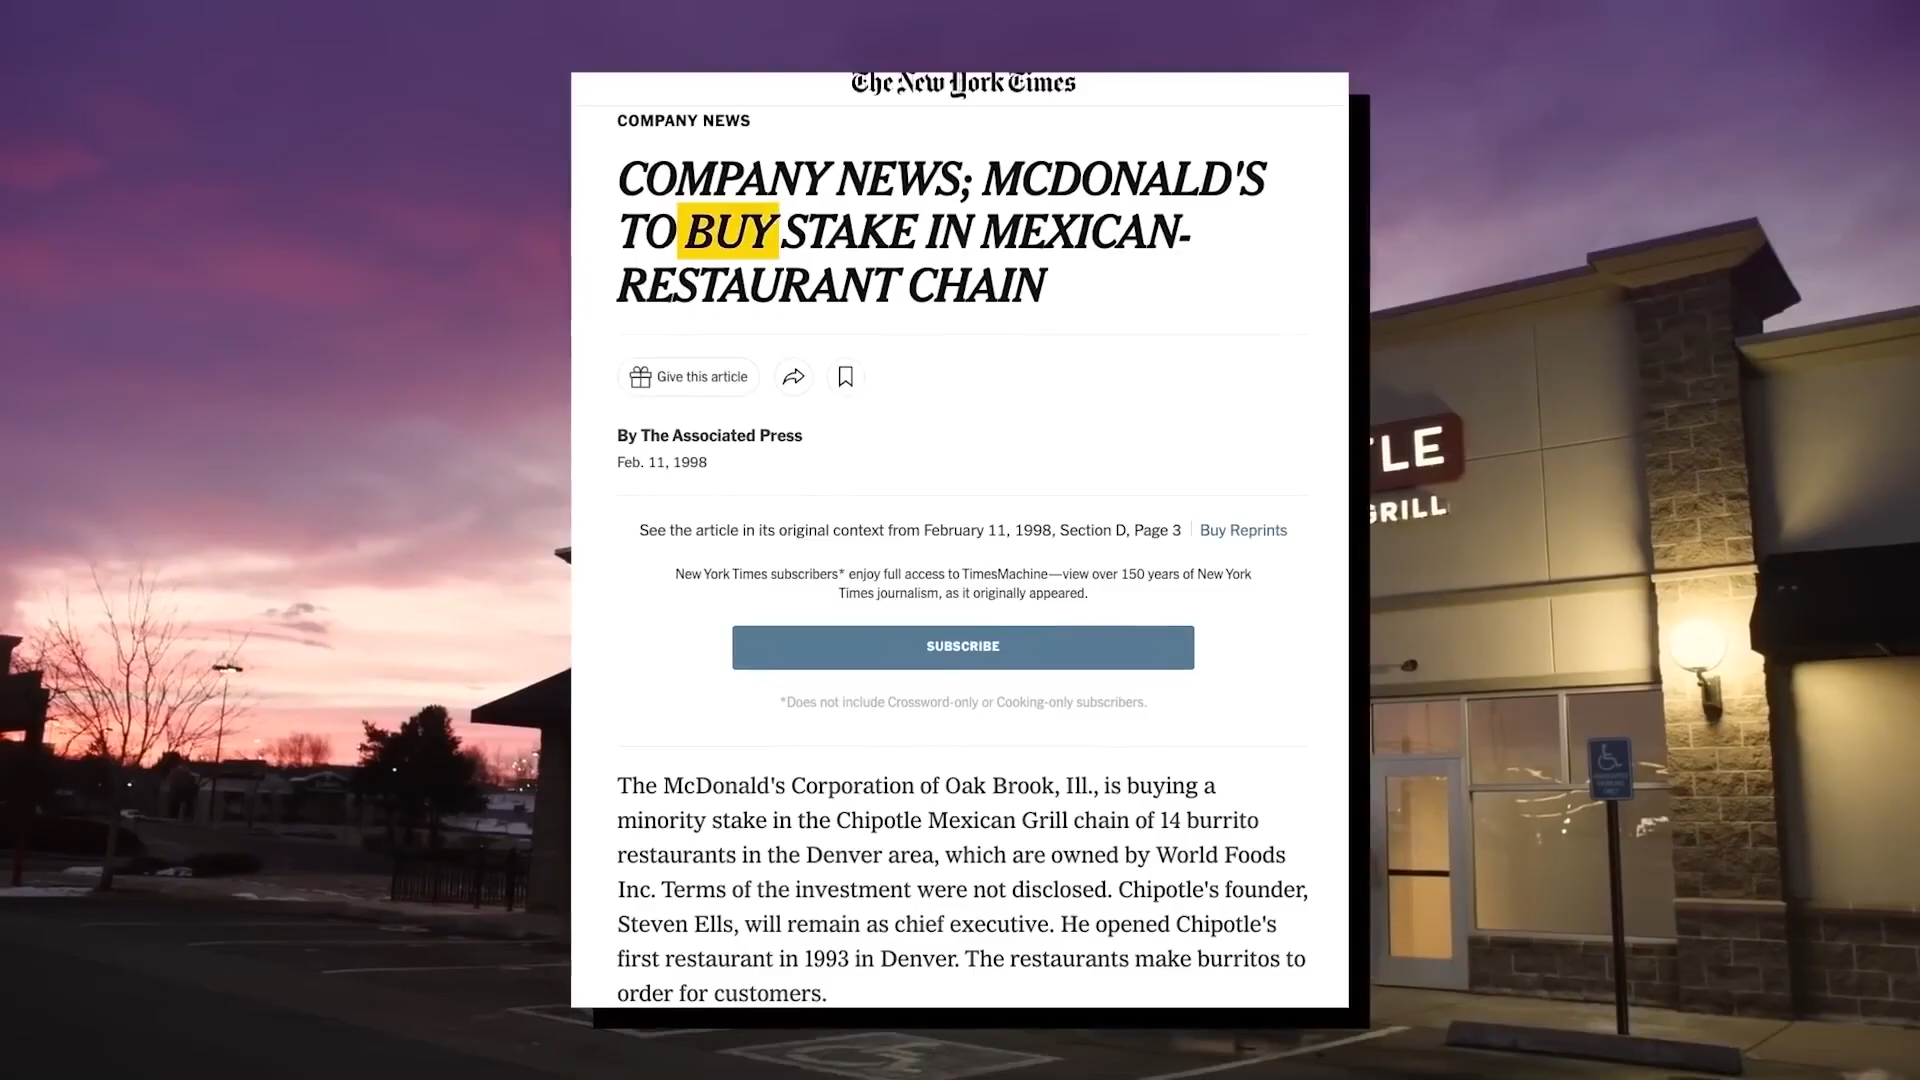 The New York Times
COMPANY NEWS
COMPANY NEWS; MCDONALD'S
TO BUY STAKE IN MEXICAN-
RESTAURANT CHAIN
Give this article
By The Associated Press
Feb. 11, 1998
See the article in its original context from February 11, 1998, Section D, Page 3
Buy Reprints
New York Times subscribers* enjoy full access to TimesMachine—view over 150 years of New York
Times journalism, as it originally appeared.
SUBSCRIBE
*Does not include Crossword-only or Cooking-only subscribers.
The McDonald's Corporation of Oak Brook, Ill., is buying a
minority stake in the Chipotle Mexican Grill chain of 14 burrito
restaurants in the Denver area, which are owned by World Foods
Inc. Terms of the investment were not disclosed. Chipotle's founder,
Steven Ells, will remain as chief executive. He opened Chipotle's
first restaurant in 1993 in Denver. The restaurants make burritos to
order for customers.
TLE
GRILL